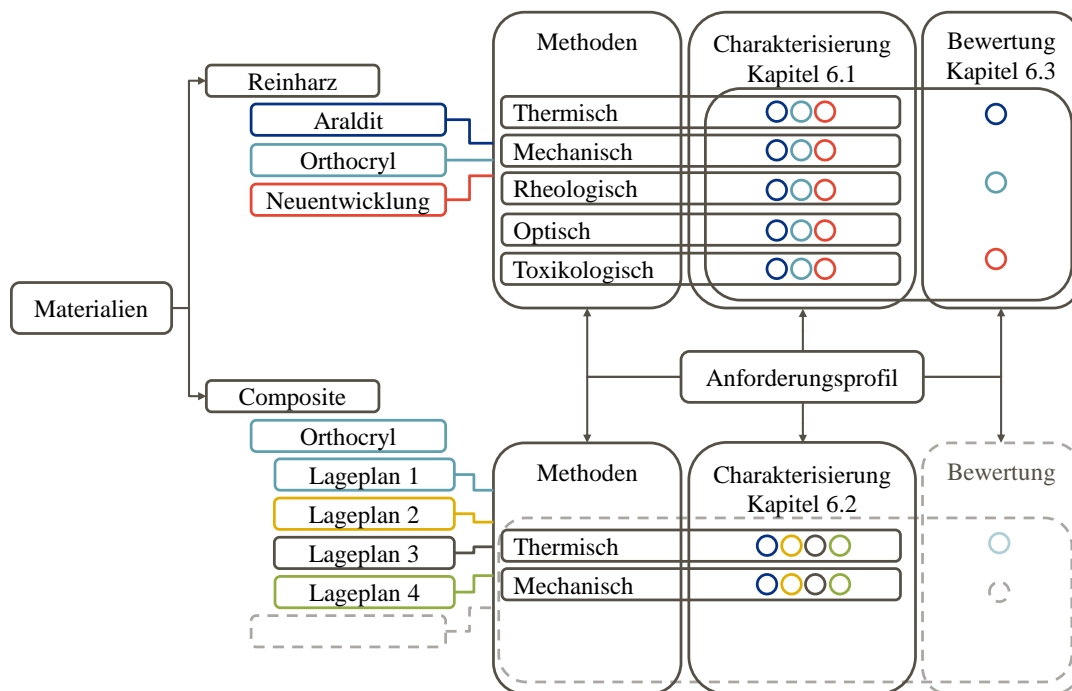 Materialien
Reinharz
Araldit
Orthocryl
Neuentwicklung
Methoden
Charakterisierung
Kapitel 6.1
Bewertung
Kapitel 6.3
Thermisch
Mechanisch
Rheologisch
Optisch
Toxikologisch
Anforderungsprofil
Composite
Orthocryl
Lageplan 1
Lageplan 2
Lageplan 3
Lageplan 4
Methoden
Charakterisierung
Kapitel 6.2
Bewertung
Thermisch
Mechanisch